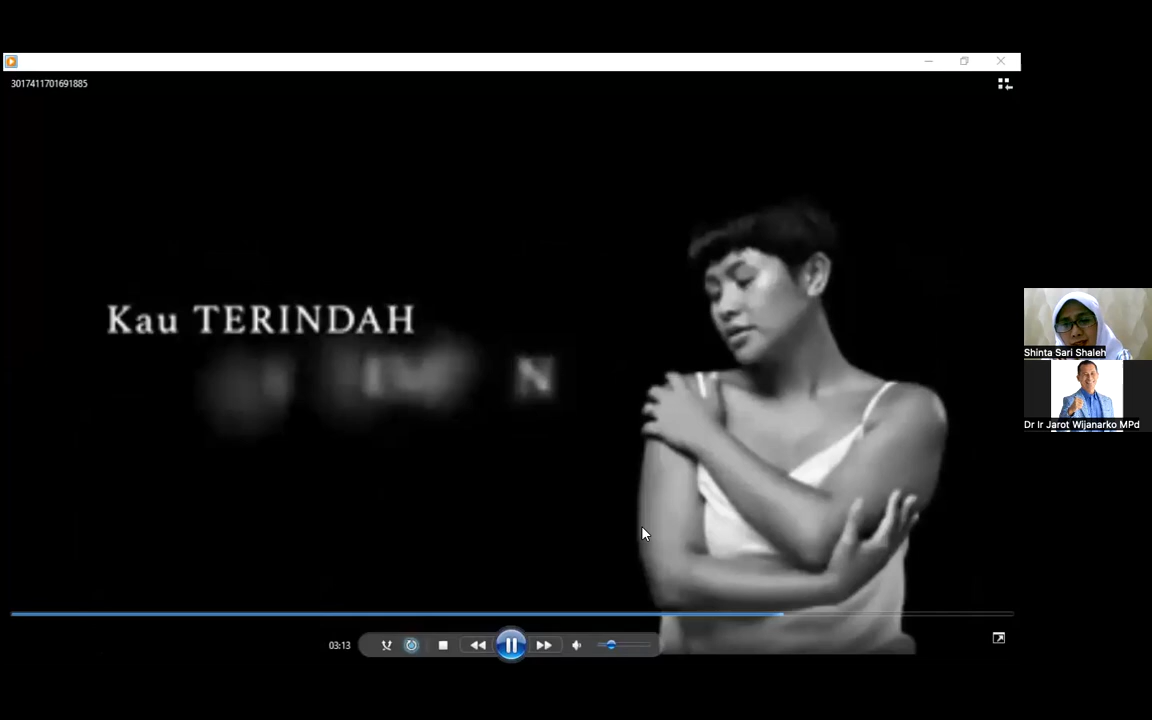 3017411701691885
Kau TERINDAH
N
Shinta Sari Shaleh
Dr Ir Jarot Wijanarko MPd
03:13